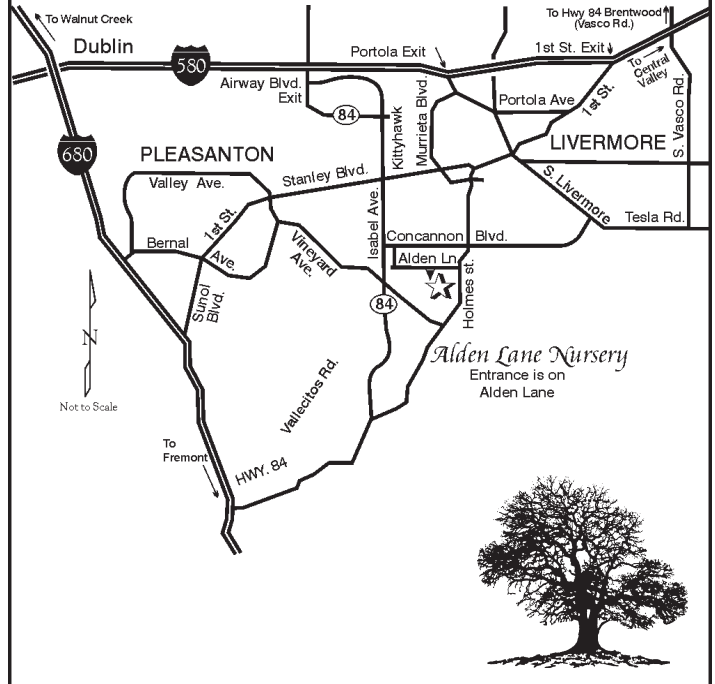 To Walnut Creek
To Hwy 84 Brentwood
(Vasco Rd.)
Dublin
580
Portola Exit
1st St. Exit
To
Central
Valley
Airway Blvd.
Exit
84
Kittyhawk
Murrieta Blvd.
Portola Ave
1st St.
S. Vasco Rd.
680
PLEASANTON
LIVERMORE
Valley Ave.
Stanley Blvd.
1st St.
Isabel Ave.
S. Livermore
Tesla Rd.
Bernal
Ave.
Vineyard
Ave.
Concannon Blvd.
Alden Ln.
Sunol
Blvd.
84
Holmes st.
N
Not to Scale
Alden Lane Nursery
Entrance is on
Alden Lane
Vallecitos Rd.
To
Fremont
HWY. 84